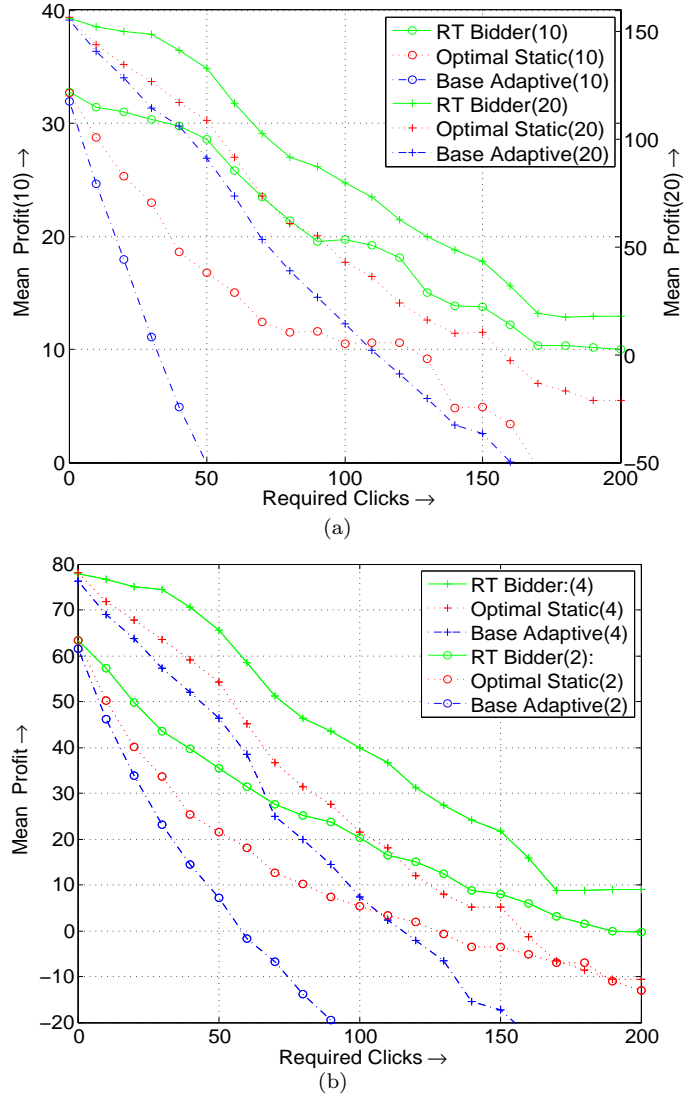 40
30
20
10
0
150
100
50
0
-50
0
50
100
150
200
Mean Profit(10) →
Mean Profit(20) →
Required Clicks →
RT Bidder(10)
Optimal Static(10)
Base Adaptive(10)
RT Bidder(20)
Optimal Static(20)
Base Adaptive(20)
(a)
80
70
60
50
40
30
20
10
0
-10
-20
0
50
100
150
200
Mean Profit →
Required Clicks →
RT Bidder:(4)
Optimal Static(4)
Base Adaptive(4)
RT Bidder(2):
Optimal Static(2)
Base Adaptive(2)
(b)